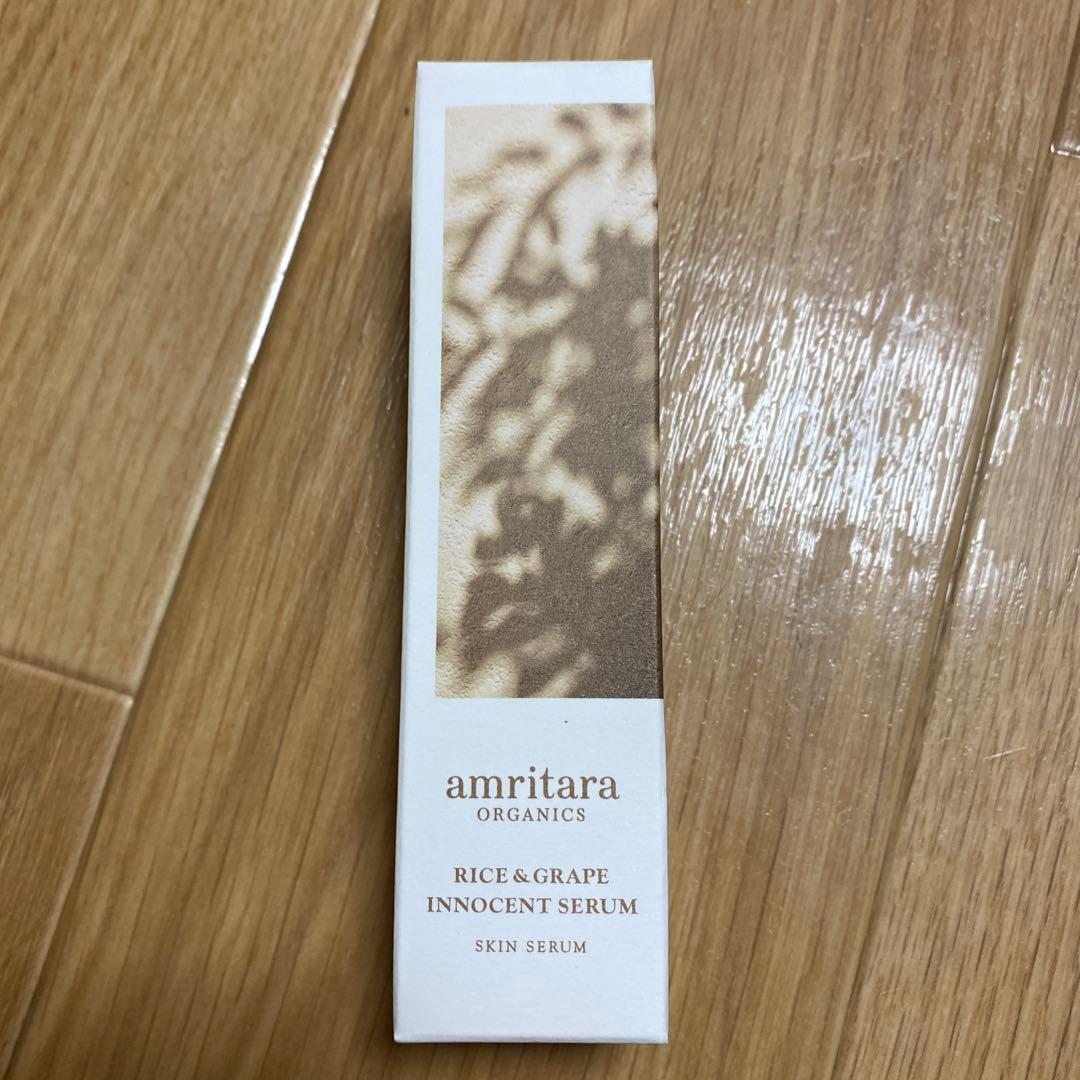 amritara
ORGANICS
RICE & GRAPE
INNOCENT SERUM
SKIN SERUM